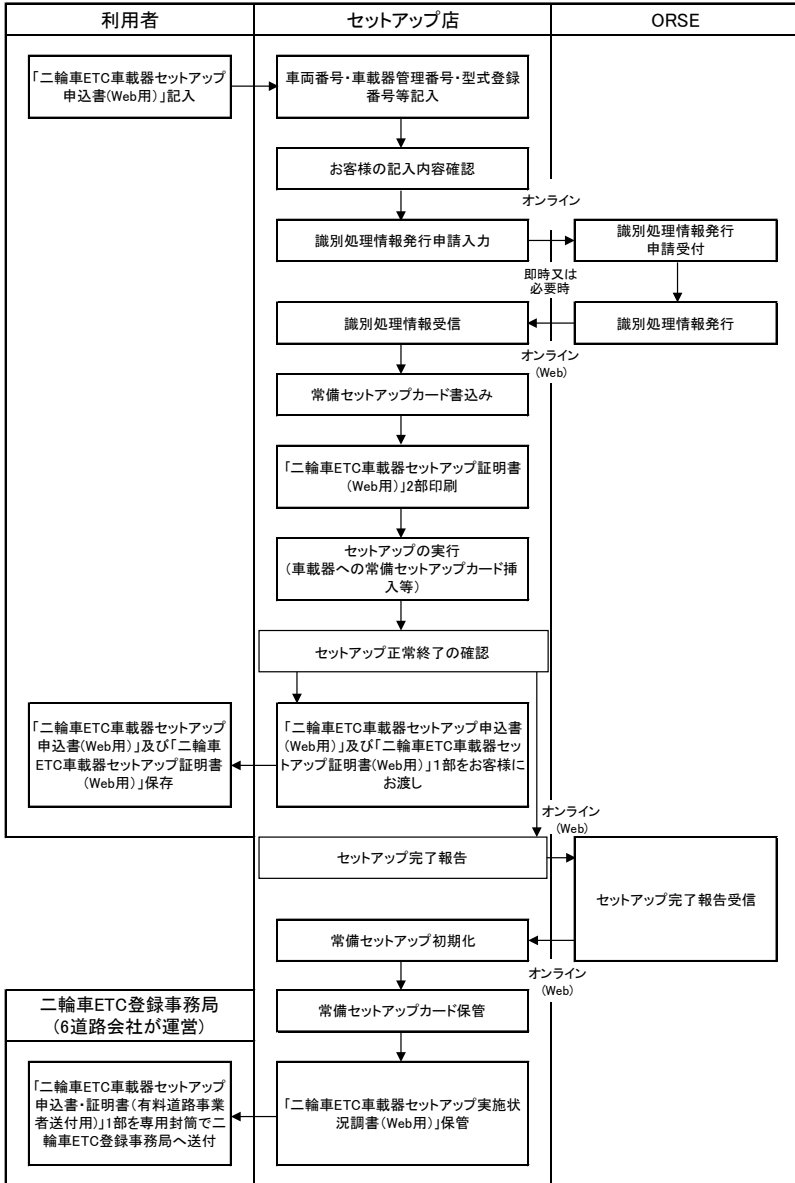 利用者
セットアップ店
ORSE
「二輪車ETC車載器セットアップ
申込書(Web用)」記入
車両番号・車載器管理番号・型式登録
番号等記入
お客様の記入内容確認
オンライン
識別処理情報発行申請入力
識別処理情報発行
申請受付
即時又は
必要時
識別処理情報受信
識別処理情報発行
オンライン
(Web)
常備セットアップカード書込み
「二輪車ETC車載器セットアップ証明書
(Web用)」2部印刷
セットアップの実行
(車載器への常備セットアップカード挿
入等)
セットアップ正常終了の確認
「二輪車ETC車載器セットアップ
申込書(Web用)」及び「二輪車
ETC車載器セットアップ証明書
(Web用)」保存
「二輪車ETC車載器セットアップ申込書
(Web用)」及び「二輪車ETC車載器セッ
トアップ証明書(Web用)」1部をお客様に
お渡し
オンライン
(Web)
セットアップ完了報告
セットアップ完了報告受信
常備セットアップ初期化
オンライン
(Web)
二輪車ETC登録事務局
(6道路会社が運営)
常備セットアップカード保管
「二輪車ETC車載器セットアップ
申込書・証明書(有料道路事業
者送付用)」1部を専用封筒で二
輪車ETC登録事務局へ送付
「二輪車ETC車載器セットアップ実施状
況調書(Web用)」保管